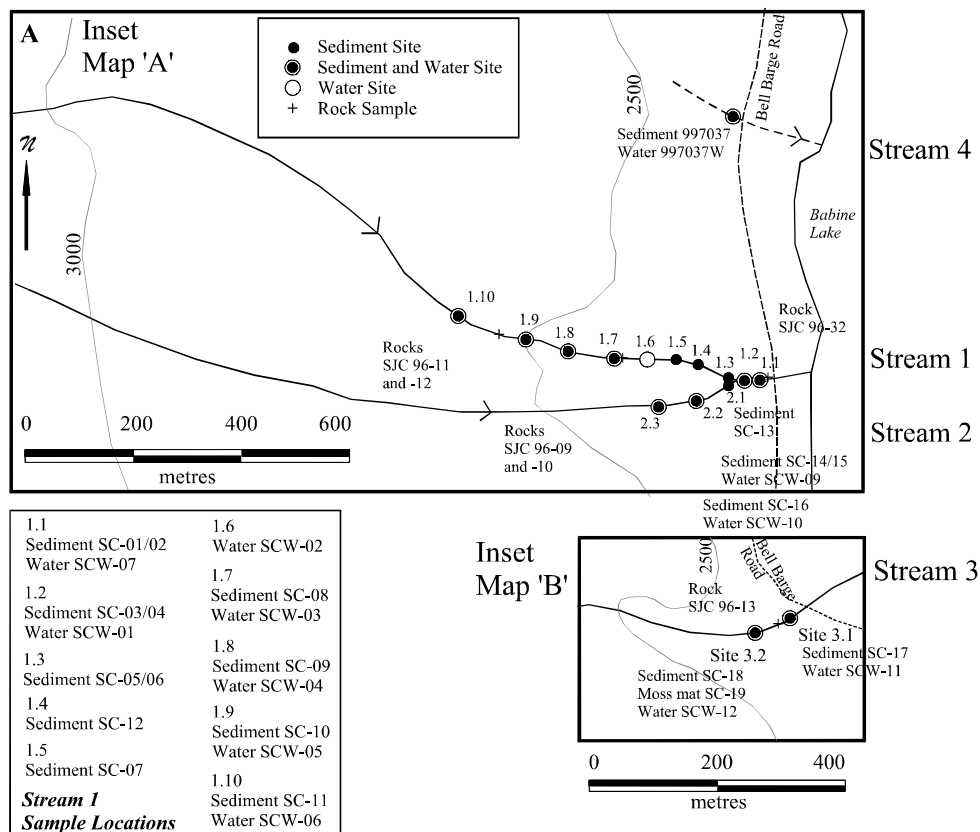 A
Inset
Map 'A'
Sediment Site
Sediment and Water Site
Water Site
Rock Sample
2500
Bell Barge Road
Sediment 997037
Water 997037W
Stream 4
N
3000
Babine
Lake
1.10
1.9
1.8
1.7
1.6
1.5
1.4
1.3
1.2
1.1
Rock
SJC 96-32
Stream 1
Rocks
SJC 96-11
and -12
2.1
2.2
2.3
Sediment
SC-13
Stream 2
0 200 400 600
metres
Rocks
SJC 96-09
and -10
Sediment SC-14/15
Water SCW-09
Sediment SC-16
Water SCW-10
1.1
Sediment SC-01/02
Water SCW-07
1.2
Sediment SC-03/04
Water SCW-01
1.3
Sediment SC-05/06
1.4
Sediment SC-12
1.5
Sediment SC-07
Stream 1
Sample Locations
1.6
Water SCW-02
1.7
Sediment SC-08
Water SCW-03
1.8
Sediment SC-09
Water SCW-04
1.9
Sediment SC-10
Water SCW-05
1.10
Sediment SC-11
Water SCW-06
Inset
Map 'B'
2500
Bell Barge
Road
Stream 3
Rock
SJC 96-13
Site 3.1
Sediment SC-17
Water SCW-11
Site 3.2
Sediment SC-18
Moss mat SC-19
Water SCW-12
0 200 400
metres